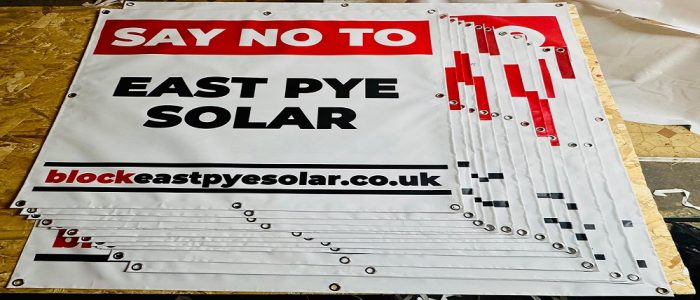 SAY NO TO
EAST PYE
SOLAR
blockeastpyesolar.co.uk